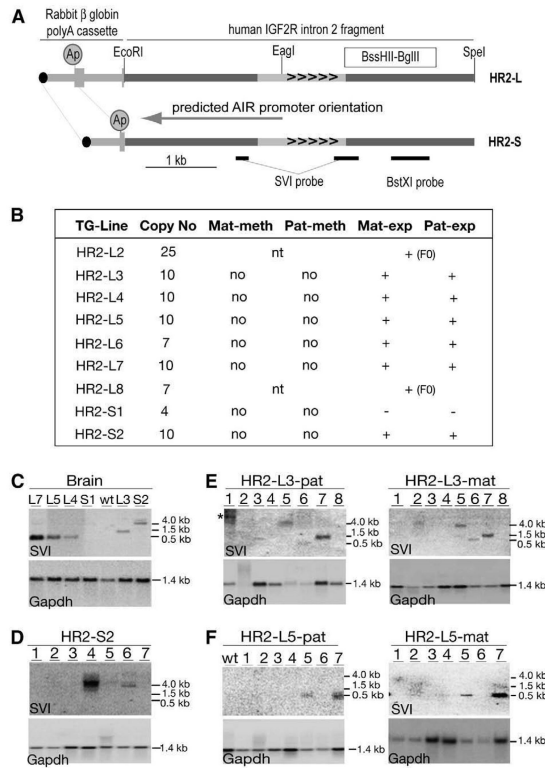 A
Rabbit β globin
polyA cassette
human IGF2R intron 2 fragment
Ap
EcoRI
EagI
BssHII-BglII
SpeI
>>>>>
HR2-L
Ap
predicted AIR promoter orientation
>>>>>
HR2-S
1 kb
SVI probe
BstXI probe
B
TG-Line Copy No Mat-meth Pat-meth Mat-exp Pat-exp
HR2-L2 25 nt + (F0)
HR2-L3 10 no no + +
HR2-L4 10 no no + +
HR2-L5 10 no no + +
HR2-L6 7 no no + +
HR2-L7 10 no no + +
HR2-L8 7 nt + (F0)
HR2-S1 4 no no - -
HR2-S2 10 no no + +
C
Brain
L7 L5 L4 S1 wt L3 S2
4.0 kb
1.5 kb
0.5 kb
SVI
1.4 kb
Gapdh
D
HR2-S2
1 2 3 4 5 6 7
4.0 kb
1.5 kb
0.5 kb
SVI
1.4 kb
Gapdh
E
HR2-L3-pat
1 2 3 4 5 6 7 8
*
4.0 kb
1.5 kb
0.5 kb
SVI
1.4 kb
Gapdh
HR2-L3-mat
1 2 3 4 5 6 7 8
4.0 kb
1.5 kb
0.5 kb
SVI
1.4 kb
Gapdh
F
HR2-L5-pat
wt 1 2 3 4 5 6 7
4.0 kb
1.5 kb
0.5 kb
SVI
1.4 kb
Gapdh
HR2-L5-mat
1 2 3 4 5 6 7
4.0 kb
1.5 kb
0.5 kb
SVI
1.4 kb
Gapdh